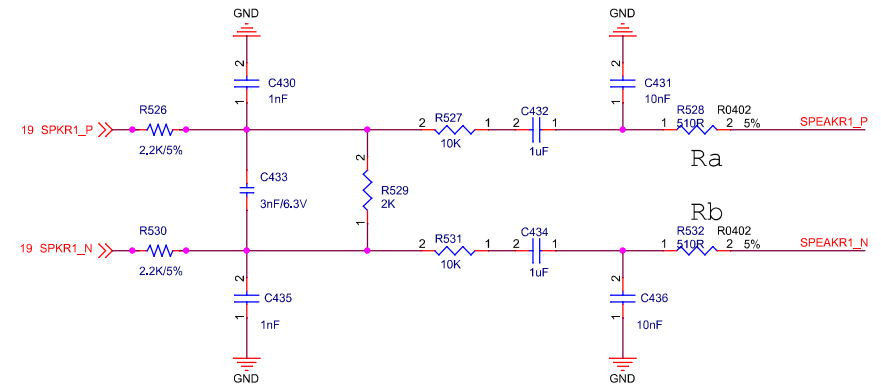 GND
GND
2
C430
1
1nF
2
C431
1
10nF
R526
19 SPKR1_P
2.2K/5%
2
R527
1
10K
2
C432
1
1uF
1
R528
510R
R0402
2
5%
SPEAKR1_P
Ra
C433
3nF/6.3V
2
R529
2K
1
Rb
R530
19 SPKR1_N
2.2K/5%
2
R531
1
10K
2
C434
1
1uF
1
R532
510R
R0402
2
5%
SPEAKR1_N
2
C435
1
1nF
2
C436
1
10nF
GND
GND